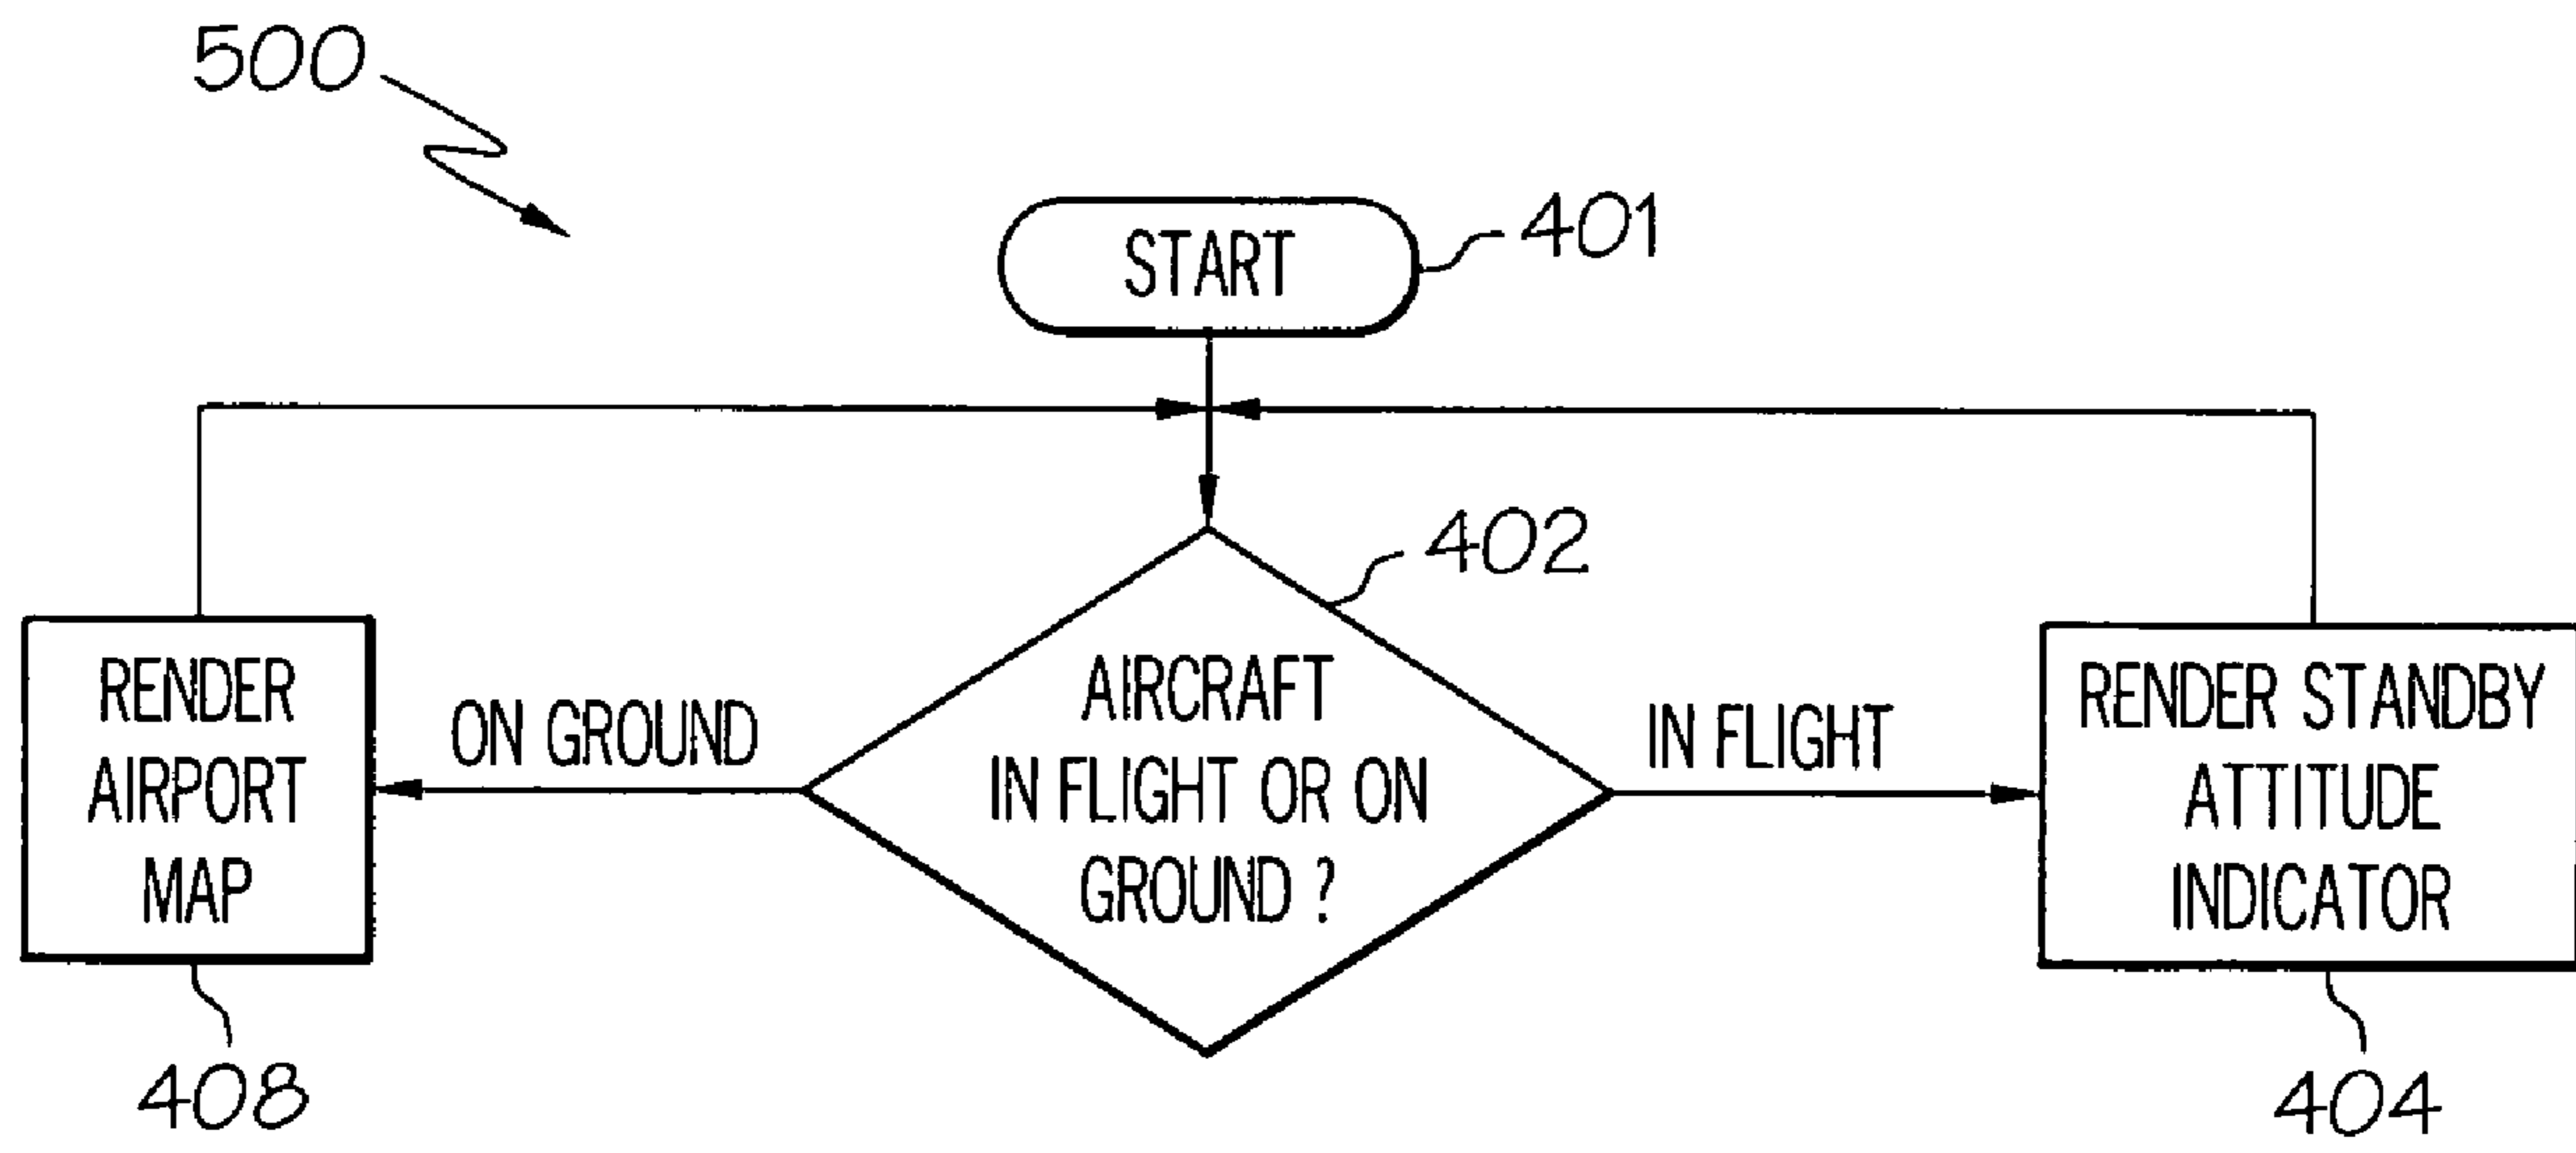 500
START
401
402
RENDER
AIRPORT
MAP
408
ON GROUND
AIRCRAFT
IN FLIGHT OR ON
GROUND ?
IN FLIGHT
RENDER STANDBY
ATTITUDE
INDICATOR
404